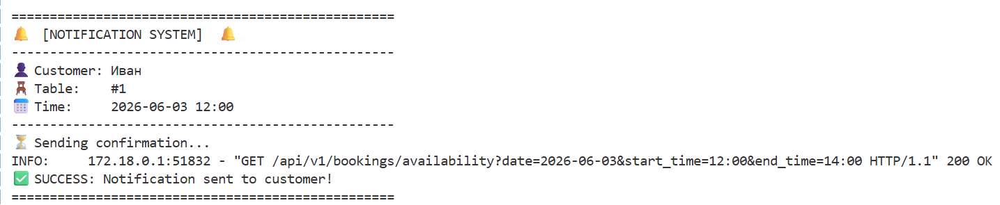 ==================================================
🔔 [NOTIFICATION SYSTEM] 🔔
--------------------------------------------------
👤 Customer: Иван
🪑 Table: #1
📅 Time: 2026-06-03 12:00
--------------------------------------------------
⏳ Sending confirmation...
INFO: 172.18.0.1:51832 - "GET /api/v1/bookings/availability?date=2026-06-03&start_time=12:00&end_time=14:00 HTTP/1.1" 200 OK
✅ SUCCESS: Notification sent to customer!
==================================================